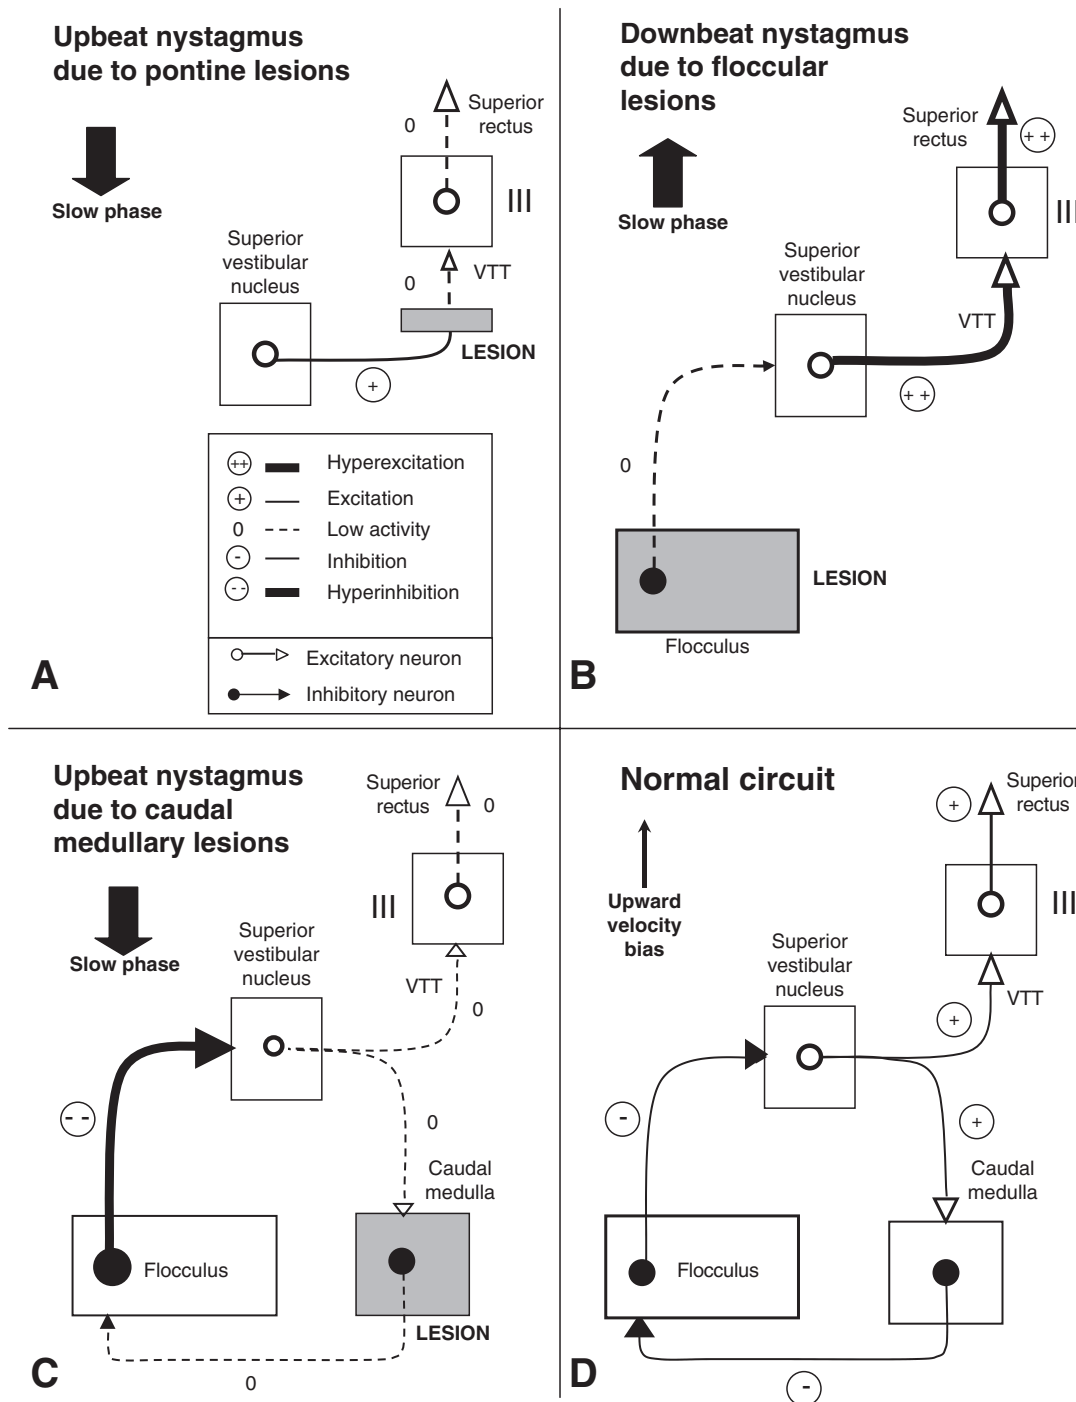 Upbeat nystagmus
due to pontine lesions
Slow phase
Superior
rectus
0
III
VTT
0
Superior
vestibular
nucleus
LESION
+
++ Hyperexcitation
+ Excitation
0 Low activity
- Inhibition
-- Hyperinhibition
Excitatory neuron
Inhibitory neuron
A
Downbeat nystagmus
due to floccular
lesions
Slow phase
Superior
rectus
++
III
Superior
vestibular
nucleus
VTT
++
0
LESION
Flocculus
B
Upbeat nystagmus
due to caudal
medullary lesions
Slow phase
Superior
rectus
0
III
Superior
vestibular
nucleus
VTT
0
--
0
Caudal
medulla
Flocculus
LESION
0
C
Normal circuit
Upward
velocity
bias
Superior
rectus
+
III
Superior
vestibular
nucleus
VTT
+
-
+
Caudal
medulla
Flocculus
-
D